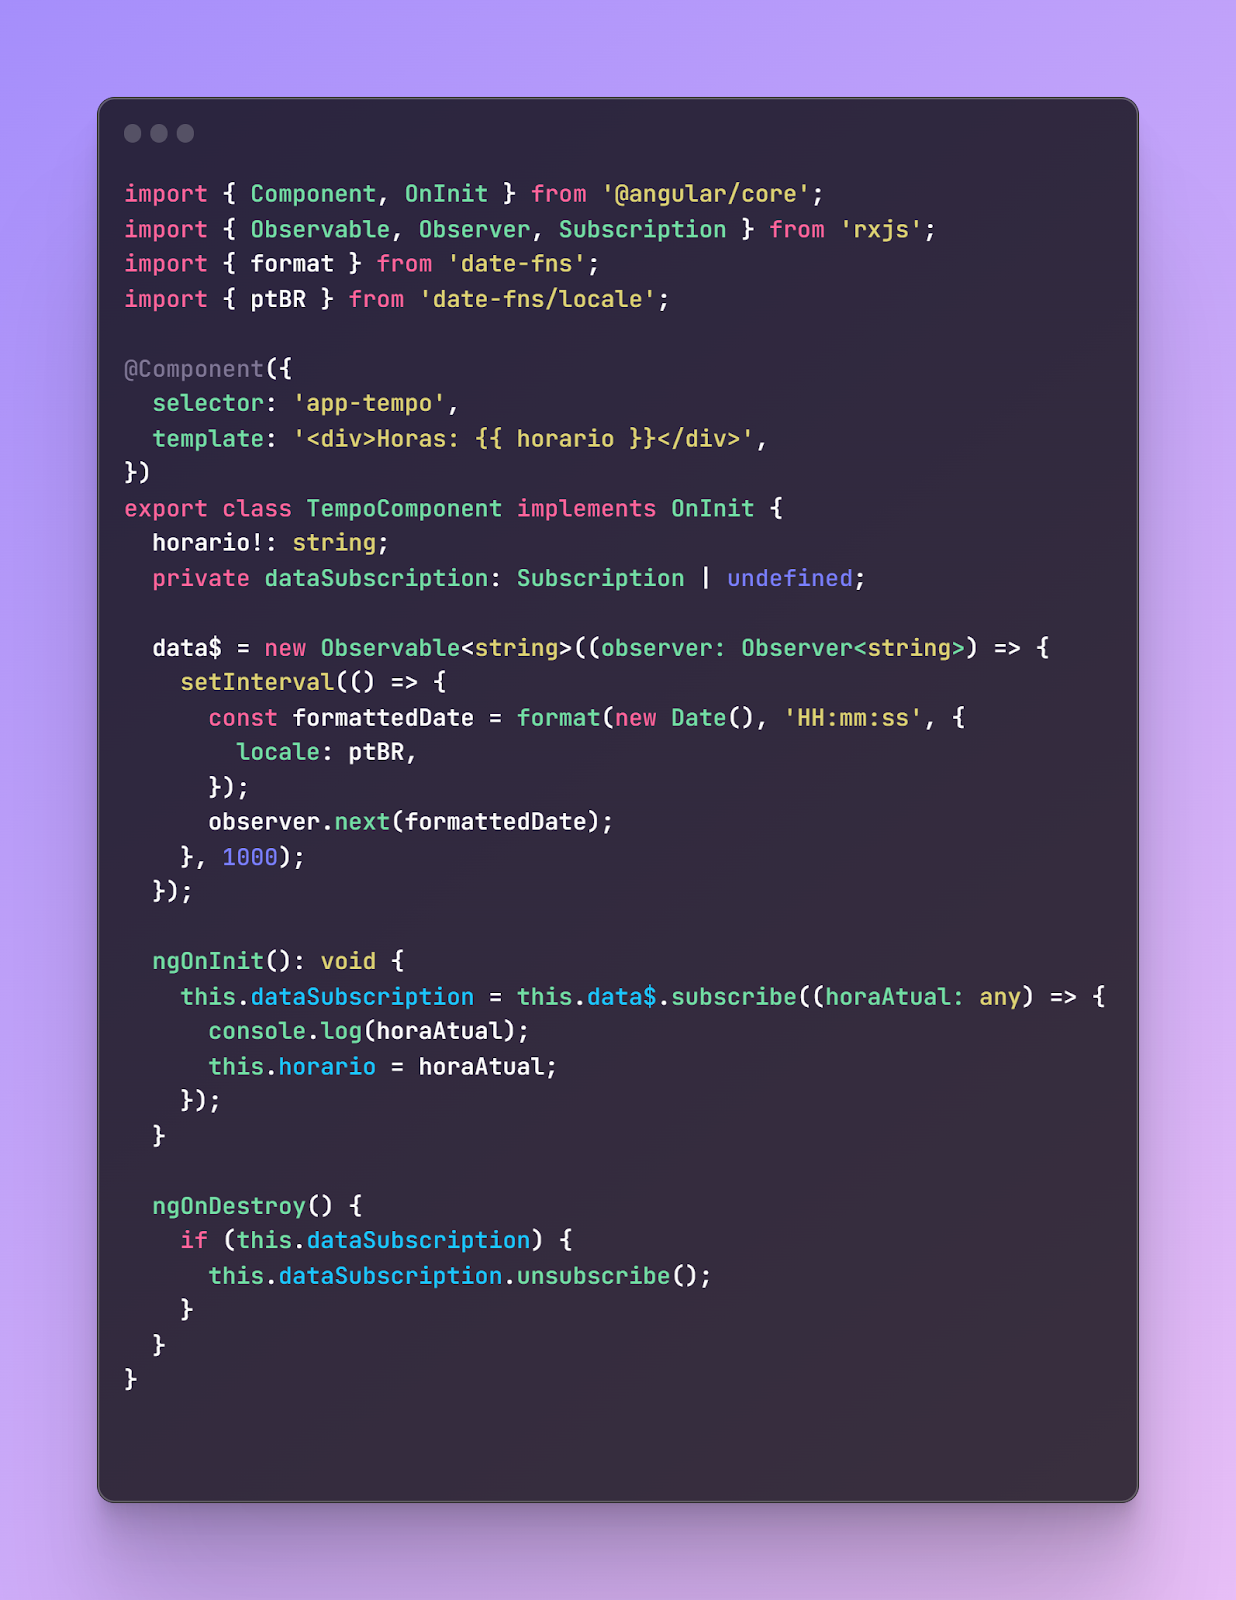 import { Component, OnInit } from '@angular/core';
import { Observable, Observer, Subscription } from 'rxjs';
import { format } from 'date-fns';
import { ptBR } from 'date-fns/locale';

@Component({
  selector: 'app-tempo',
  template: '<div>Horas: {{ horario }}</div>',
})
export class TempoComponent implements OnInit {
  horario!: string;
  private dataSubscription: Subscription | undefined;

  data$ = new Observable<string>((observer: Observer<string>) => {
    setInterval(() => {
      const formattedDate = format(new Date(), 'HH:mm:ss', {
        locale: ptBR,
      });
      observer.next(formattedDate);
    }, 1000);
  });

  ngOnInit(): void {
    this.dataSubscription = this.data$.subscribe((horaAtual: any) => {
      console.log(horaAtual);
      this.horario = horaAtual;
    });
  }

  ngOnDestroy() {
    if (this.dataSubscription) {
      this.dataSubscription.unsubscribe();
    }
  }
}